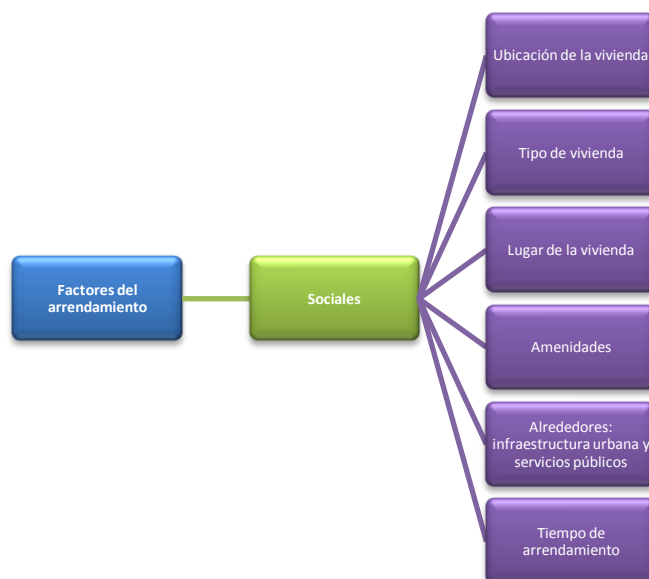 Factores del
arrendamiento
Sociales
Ubicación de la vivienda
Tipo de vivienda
Lugar de la vivienda
Amenidades
Alrededores:
infraestructura urbana y
servicios públicos
Tiempo de
arrendamiento